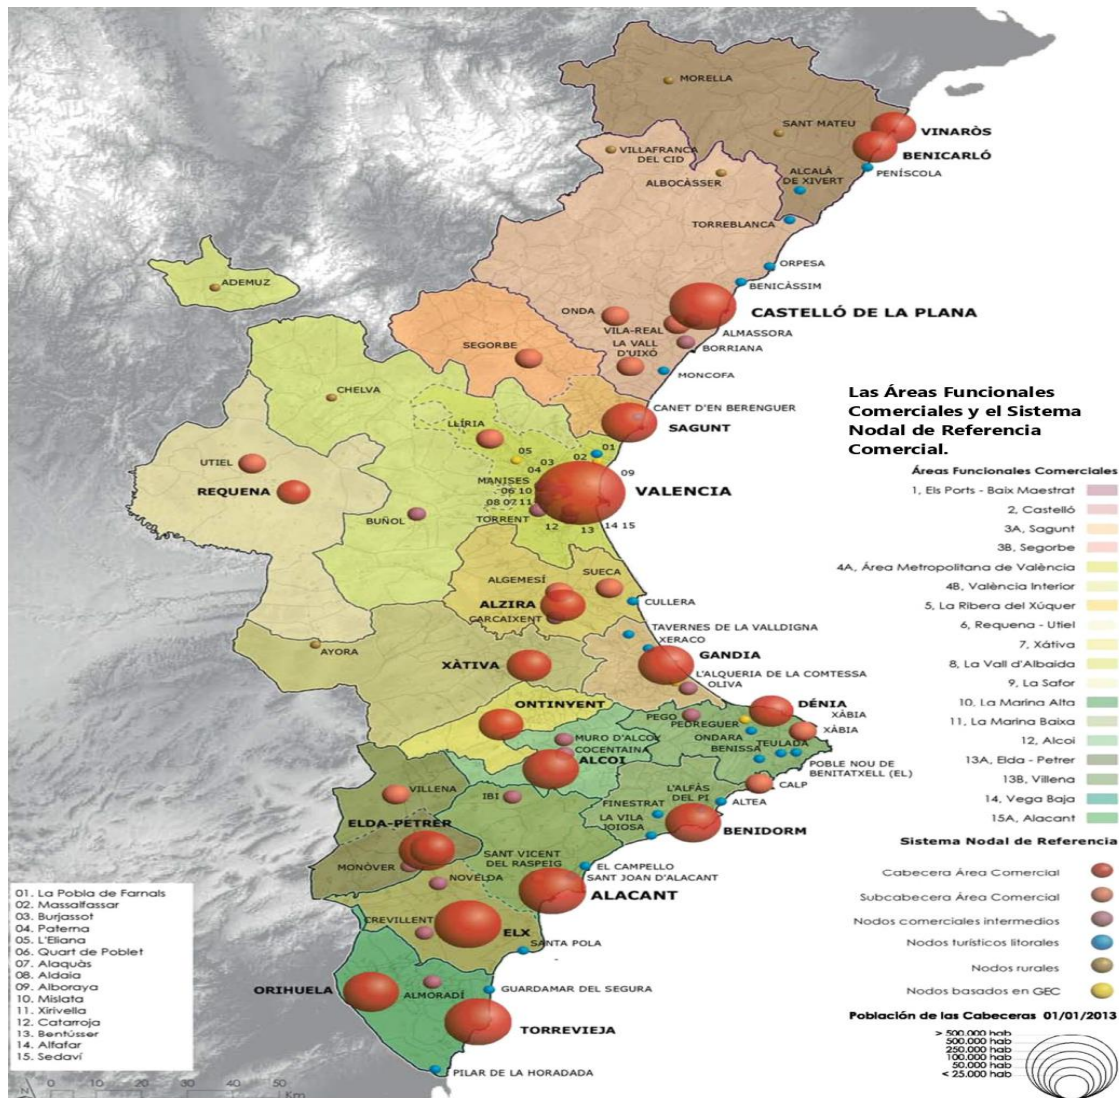 MORELLA
SANT MATEU
VINARÒS
BENICARLÓ
VILLAFRANCA
DEL CID
ALBOCÀSSER
ALCALÀ
DE XIVERT
PENÍSCOLA
TORREBLANCA
ORPESA
ADEMUZ
BENICÀSSIM
ONDA
CASTELLÓ DE LA PLANA
VILA-REAL
ALMASSORA
LA VALL
D'UIXÓ
BORRIANA
SEGORBE
MONCOFA
CHELVA
CANET D'EN BERENGUER
SAGUNT
LLÍRIA
05
02
01
03
04
09
UTIEL
MANISES
REQUENA
06 10
VALENCIA
08 07 11
BUÑOL
TORRENT
12
13
14 15
ALGEMESÍ
SUECA
ALZIRA
CULLERA
CARCAIXENT
TAVERNES DE LA VALLDIGNA
XERACO
AYORA
XÀTIVA
GANDIA
L'ALQUERIA DE LA COMTESSA
OLIVA
ONTINYENT
DÉNIA
PEGO
XÀBIA
PEDREGUER
XÀBIA
ONDARA
MURO D'ALCOY
TEULADA
BENISSA
COCENTAINA
POBLE NOU DE
BENITATXELL (EL)
ALCOI
CALP
VILLENA
IBI
L'ALFÀS
DEL PI
FINESTRAT
ALTEA
ELDA-PETRER
LA VILA
JOIOSA
BENIDORM
SANT VICENT
DEL RASPEIG
MONÒVER
EL CAMPELLO
NOVELDA
SANT JOAN D'ALACANT
ALACANT
CREVILLENT
ELX
SANTA POLA
ORIHUELA
ALMORADÍ
GUARDAMAR DEL SEGURA
TORREVIEJA
PILAR DE LA HORADADA
Las Áreas Funcionales
Comerciales y el Sistema
Nodal de Referencia
Comercial.
Áreas Funcionales Comerciales
1, Els Ports - Baix Maestrat
2, Castelló
3A, Sagunt
3B, Segorbe
4A, Área Metropolitana de València
4B, València Interior
5, La Ribera del Xúquer
6, Requena - Utiel
7, Xátiva
8, La Vall d'Albaida
9, La Safor
10, La Marina Alta
11, La Marina Baixa
12, Alcoi
13A, Elda - Petrer
13B, Villena
14, Vega Baja
15A, Alacant
Sistema Nodal de Referencia
Cabecera Área Comercial
Subcabecera Área Comercial
Nodos comerciales intermedios
Nodos turísticos litorales
Nodos rurales
Nodos basados en GEC
Población de las Cabeceras 01/01/2013
> 500.000 hab
500.000 hab
250.000 hab
100.000 hab
50.000 hab
< 25.000 hab
01. La Pobla de Farnals
02. Massalfassar
03. Burjassot
04. Paterna
05. L'Eliana
06. Quart de Poblet
07. Alaquàs
08. Aldaia
09. Alboraya
10. Mislata
11. Xirivella
12. Catarroja
13. Bentússer
14. Alfafar
15. Sedaví
0 10 20 30 40 50
Km